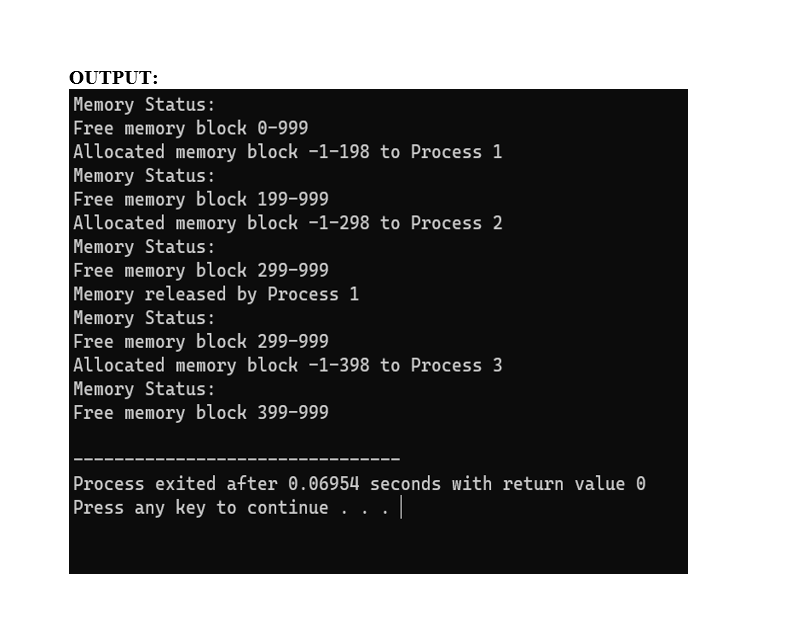 OUTPUT:
Memory Status:
Free memory block 0-999
Allocated memory block -1-198 to Process 1
Memory Status:
Free memory block 199-999
Allocated memory block -1-298 to Process 2
Memory Status:
Free memory block 299-999
Memory released by Process 1
Memory Status:
Free memory block 299-999
Allocated memory block -1-398 to Process 3
Memory Status:
Free memory block 399-999
--------------------------------
Process exited after 0.06954 seconds with return value 0
Press any key to continue . . .